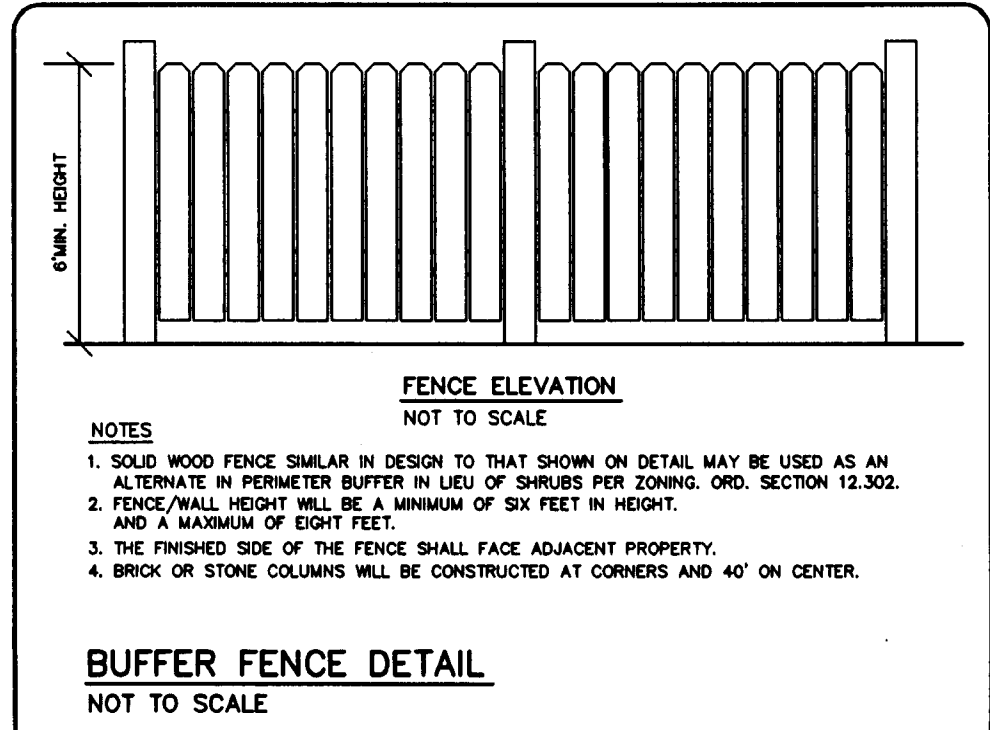 6'MIN. HEIGHT
FENCE ELEVATION
NOT TO SCALE
NOTES
1. SOLID WOOD FENCE SIMILAR IN DESIGN TO THAT SHOWN ON DETAIL MAY BE USED AS AN
ALTERNATE IN PERIMETER BUFFER IN LIEU OF SHRUBS PER ZONING. ORD. SECTION 12.302.
2. FENCE/WALL HEIGHT WILL BE A MINIMUM OF SIX FEET IN HEIGHT.
AND A MAXIMUM OF EIGHT FEET.
3. THE FINISHED SIDE OF THE FENCE SHALL FACE ADJACENT PROPERTY.
4. BRICK OR STONE COLUMNS WILL BE CONSTRUCTED AT CORNERS AND 40' ON CENTER.
BUFFER FENCE DETAIL
NOT TO SCALE